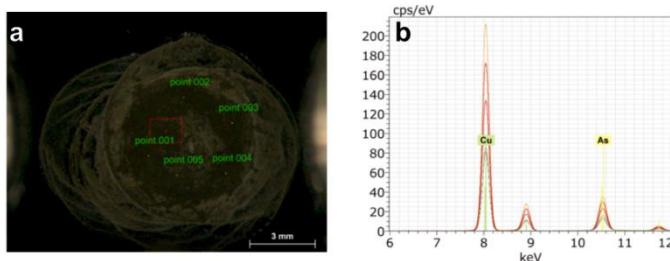 a
point 002
point 003
point 001
point 005
point 004
3 mm
b
cps/eV
200
180
160
140
120
100
80
60
40
20
0
Cu
As
6 7 8 9 10 11 12
keV